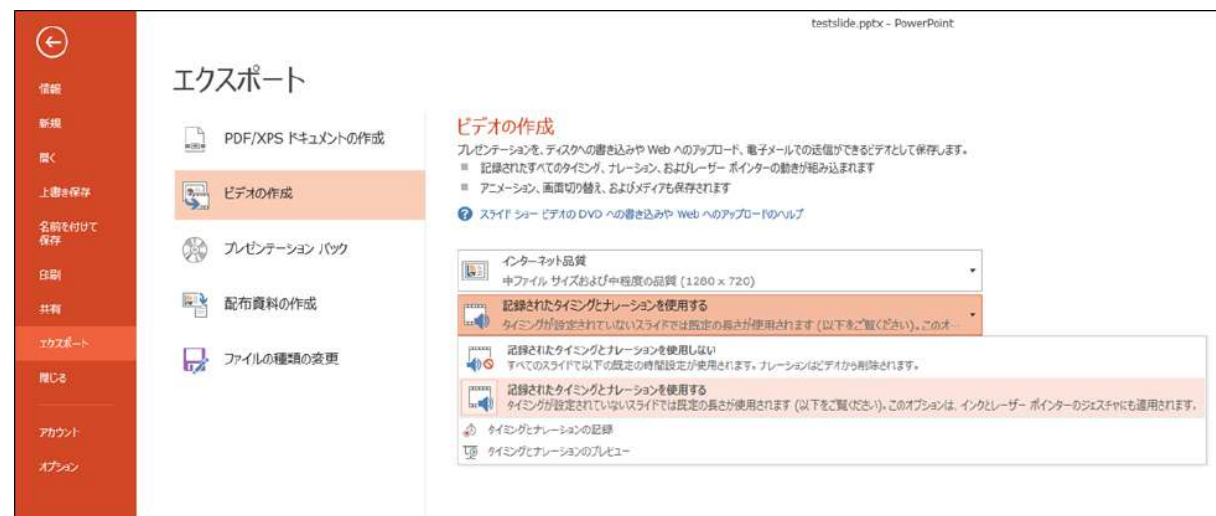 testslide.pptx - PowerPoint
情報
新規
開く
上書き保存
名前を付けて
保存
印刷
共有
エクスポート
閉じる
アカウント
オプション
エクスポート
PDF/XPS ドキュメントの作成
ビデオの作成
プレゼンテーション パック
配布資料の作成
ファイルの種類の変更
ビデオの作成
プレゼンテーションを、ディスクへの書き込みや Web へのアップロード、電子メールでの送信ができるビデオとして保存します。
記録されたすべてのタイミング、ナレーション、およびレーザー ポインターの動きが組み込まれます
アニメーション、画面切り替え、およびメディアも保存されます
スライド ショー ビデオの DVD への書き込みや Web へのアップロードのヘルプ
インターネット品質
中ファイル サイズおよび中程度の品質 (1280 x 720)
記録されたタイミングとナレーションを使用する
タイミングが設定されていないスライドでは既定の長さが使用されます (以下をご覧ください)。このオ…
記録されたタイミングとナレーションを使用しない
すべてのスライドで以下の既定の時間設定が使用されます。ナレーションはビデオから削除されます。
記録されたタイミングとナレーションを使用する
タイミングが設定されていないスライドでは既定の長さが使用されます (以下をご覧ください)。このオプションは、インクとレーザー ポインターのジェスチャにも適用されます。
タイミングとナレーションの記録
タイミングとナレーションのプレビュー